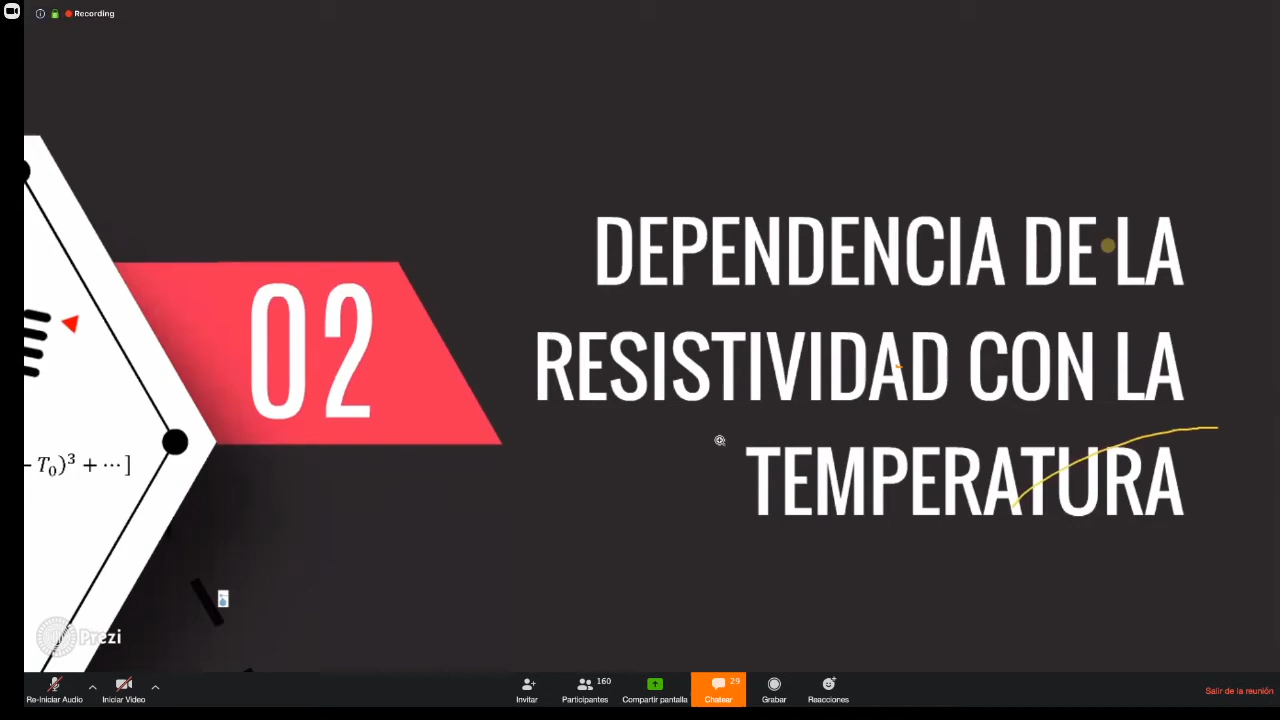 Recording
02
DEPENDENCIA DE LA
RESISTIVIDAD CON LA
TEMPERATURA
− T₀)³ + ⋯]
Prezi
Re-Iniciar Audio
Iniciar Video
Invitar
160
Participantes
Compartir pantalla
29
Chatear
Grabar
Reacciones
Salir de la reunión